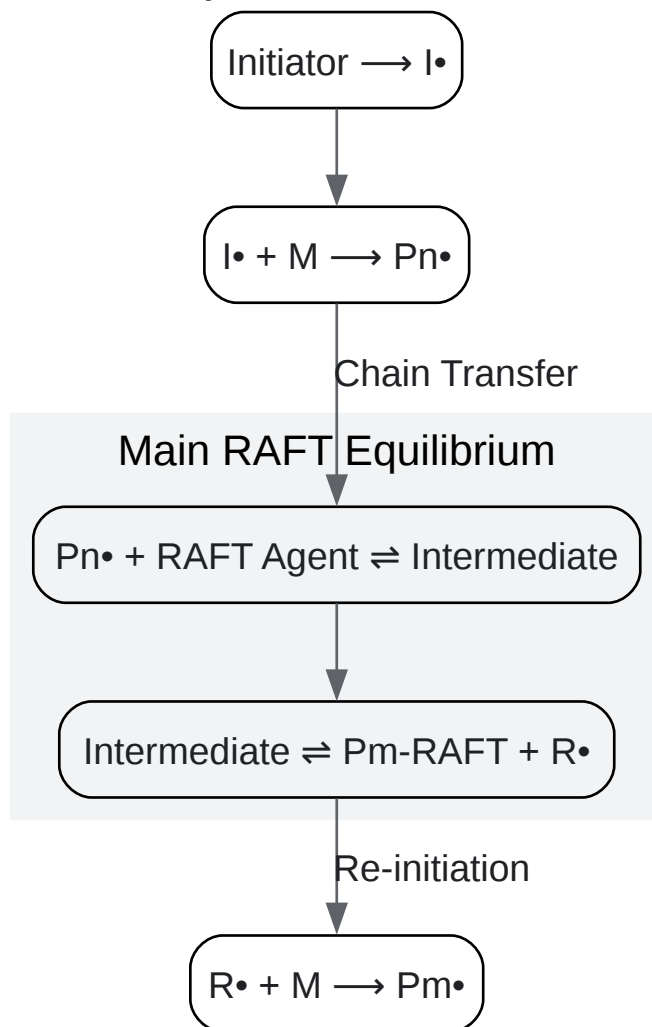 Initiator ⟶ I•
I• + M ⟶ Pn•
Chain Transfer
Main RAFT Equilibrium
Pn• + RAFT Agent ⇌ Intermediate
Intermediate ⇌ Pm-RAFT + R•
Re-initiation
R• + M ⟶ Pm•